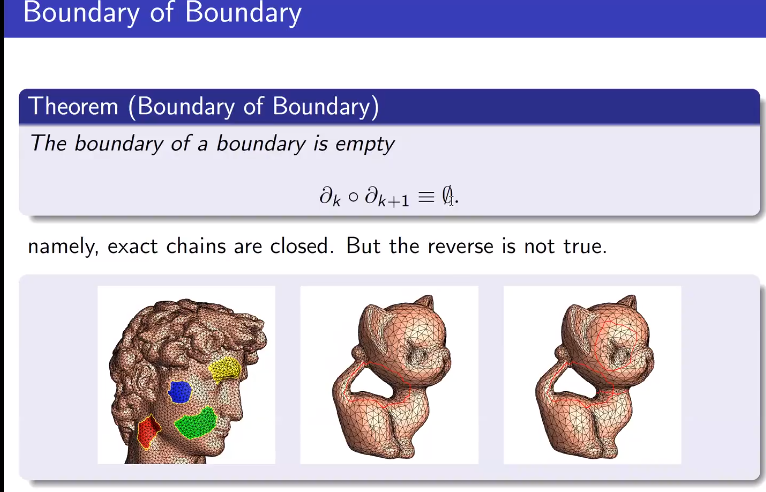 Boundary of Boundary
Theorem (Boundary of Boundary)
The boundary of a boundary is empty
∂ₖ ∘ ∂ₖ₊₁ ≡ ∅.
namely, exact chains are closed. But the reverse is not true.